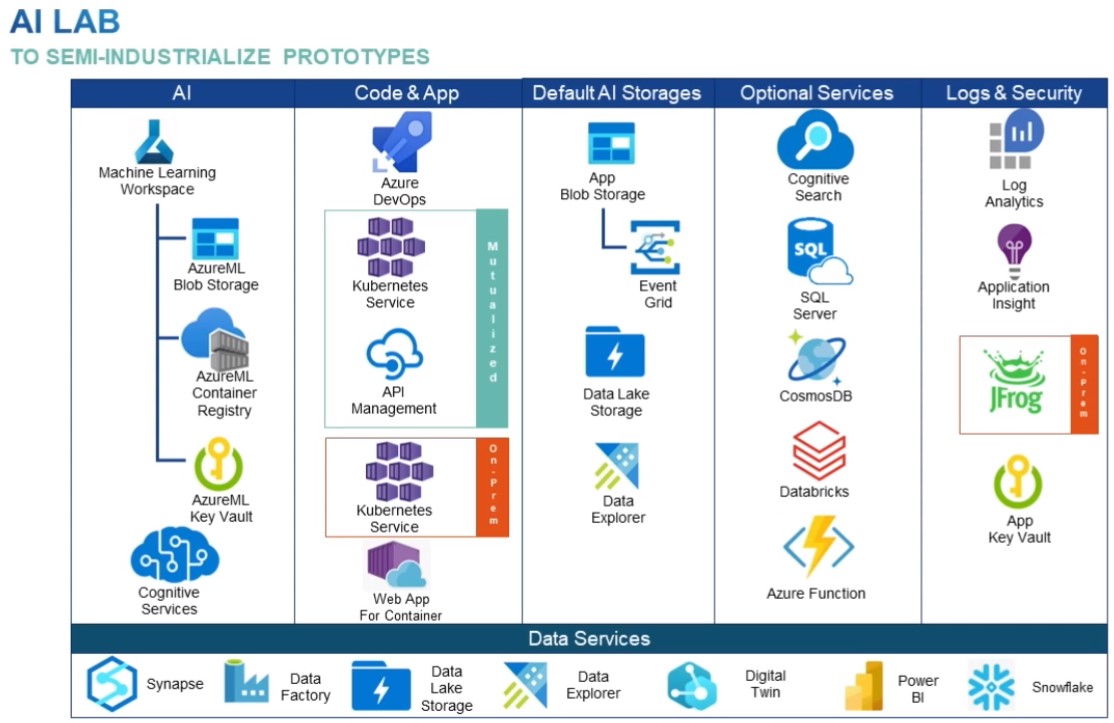 AI LAB
TO SEMI-INDUSTRIALIZE PROTOTYPES
AI
Machine Learning
Workspace
AzureML
Blob Storage
AzureML
Container
Registry
AzureML
Key Vault
Cognitive
Services
Code & App
Azure
DevOps
Kubernetes
Service
API
Management
Mutualized
Kubernetes
Service
On-Prem
Web App
For Container
Default AI Storages
App
Blob Storage
Event
Grid
Data Lake
Storage
Data
Explorer
Optional Services
Cognitive
Search
SQL
SQL
Server
CosmosDB
Databricks
Azure Function
Logs & Security
Log
Analytics
Application
Insight
JFrog
On-Prem
App
Key Vault
Data Services
Synapse
Data
Factory
Data
Lake
Storage
Data
Explorer
Digital
Twin
Power
BI
Snowflake